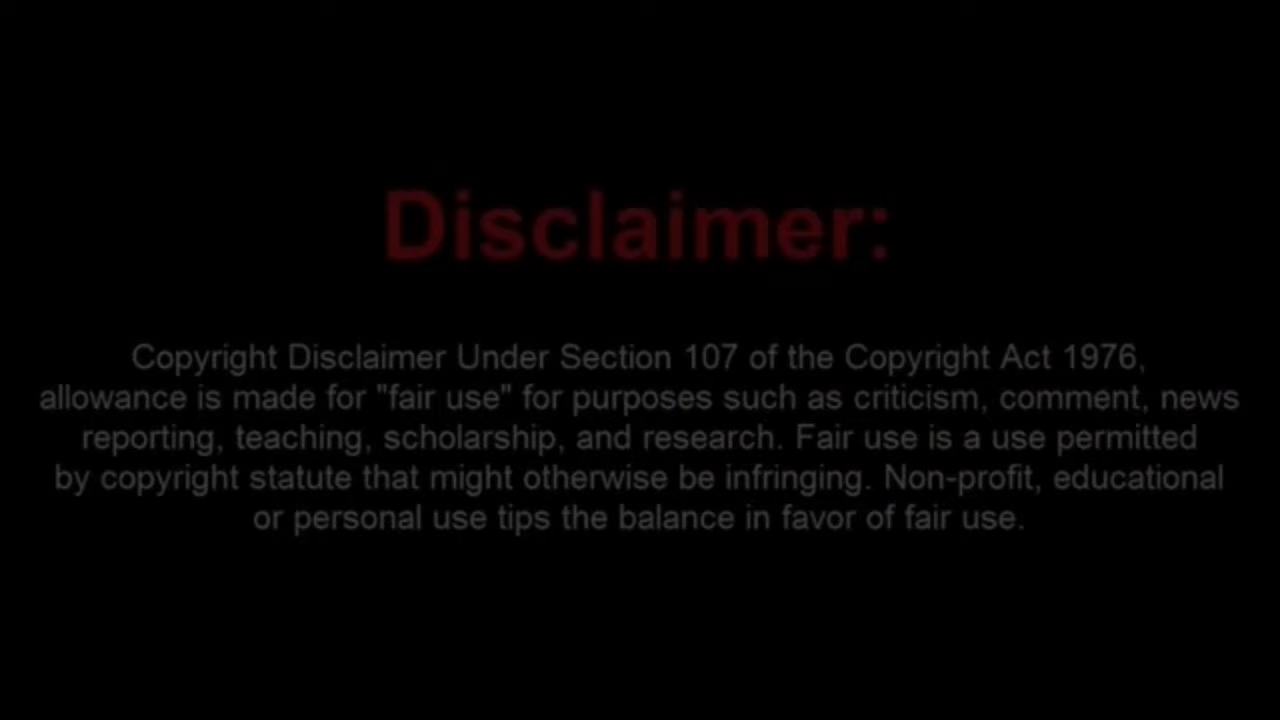 Disclaimer:
Copyright Disclaimer Under Section 107 of the Copyright Act 1976,
allowance is made for "fair use" for purposes such as criticism, comment, news
reporting, teaching, scholarship, and research. Fair use is a use permitted
by copyright statute that might otherwise be infringing. Non-profit, educational
or personal use tips the balance in favor of fair use.